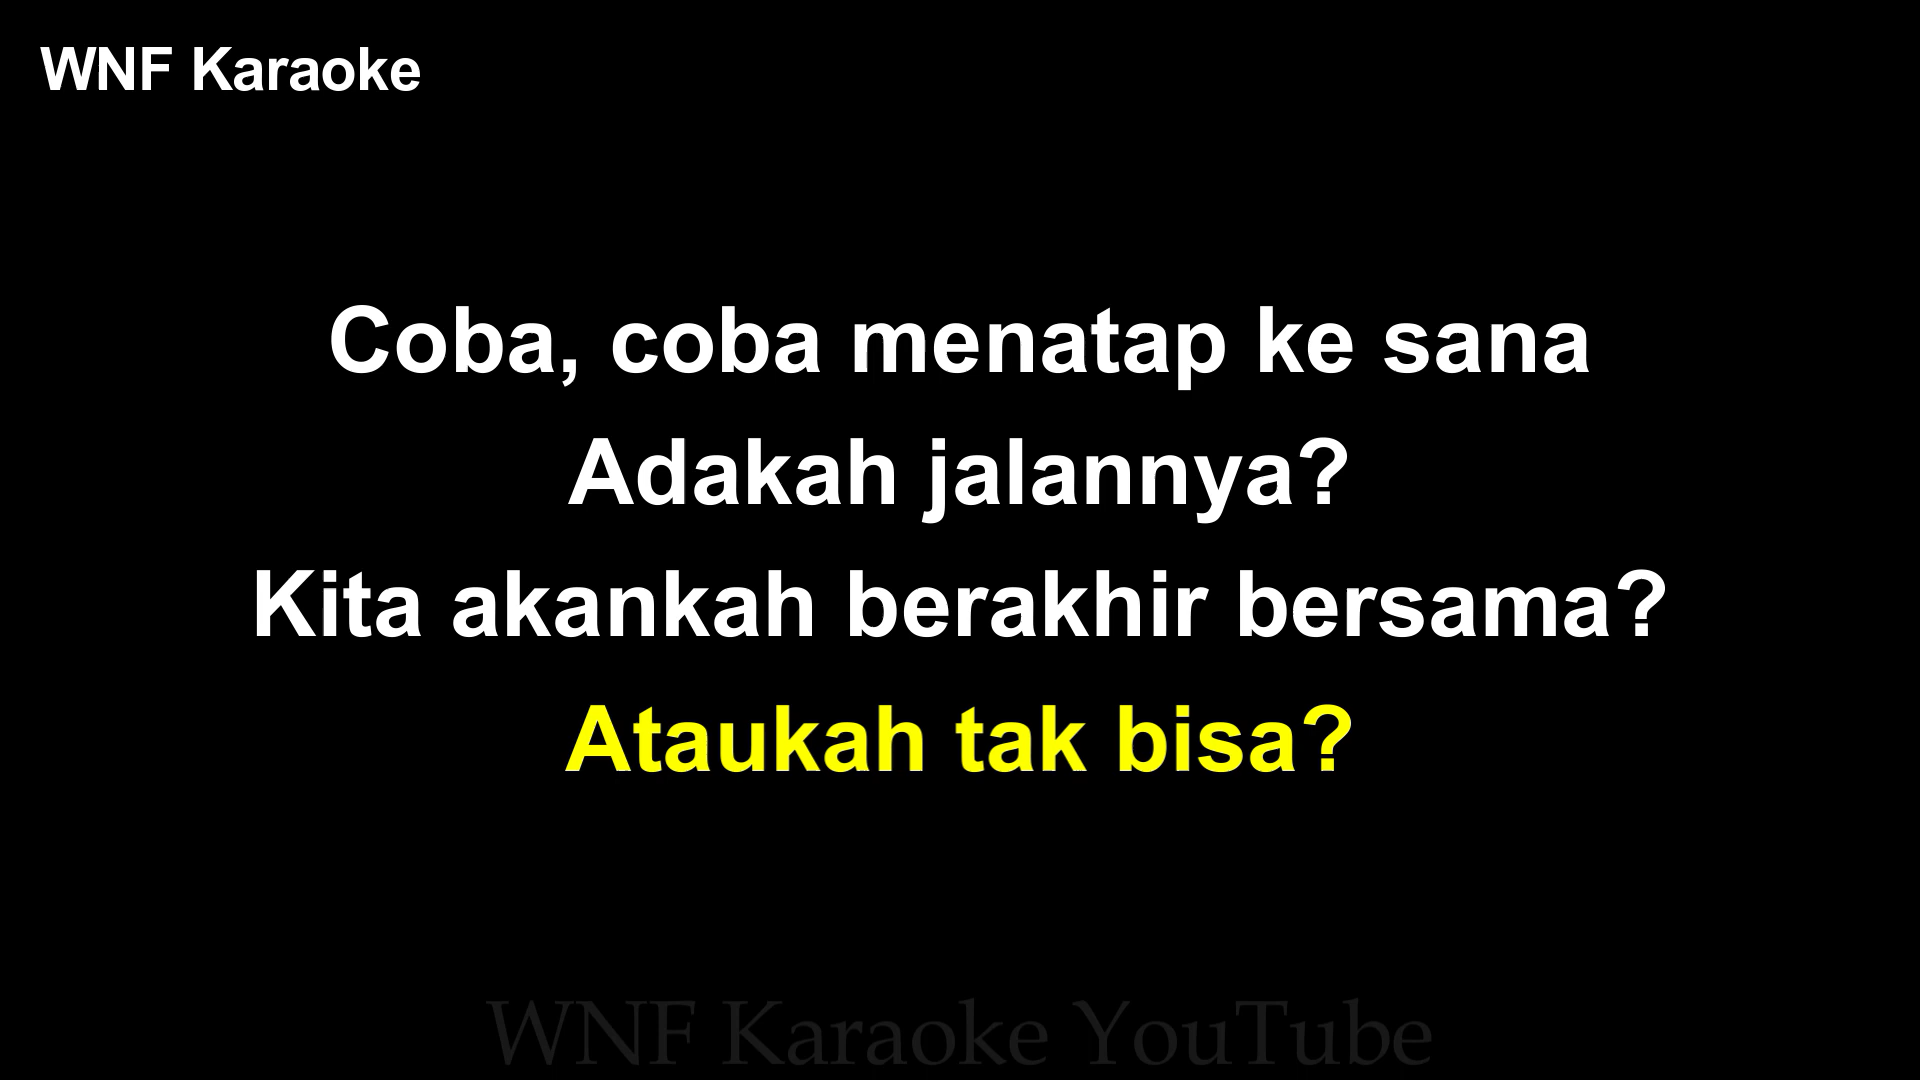 WNF Karaoke
Coba, coba menatap ke sana
Adakah jalannya?
Kita akankah berakhir bersama?
Ataukah tak bisa?
WNF Karaoke YouTube